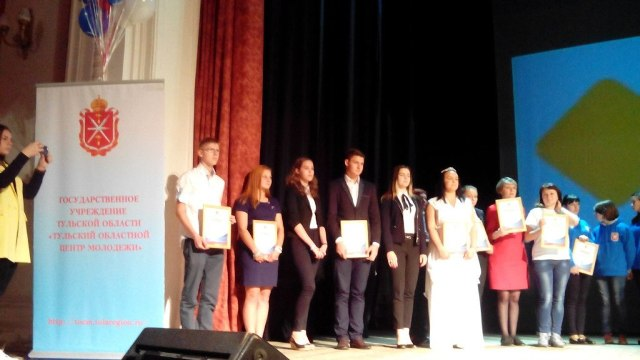 ГОСУДАРСТВЕННОЕ
УЧРЕЖДЕНИЕ
ТУЛЬСКОЙ ОБЛАСТИ
«ТУЛЬСКИЙ ОБЛАСТНОЙ
ЦЕНТР МОЛОДЕЖИ»